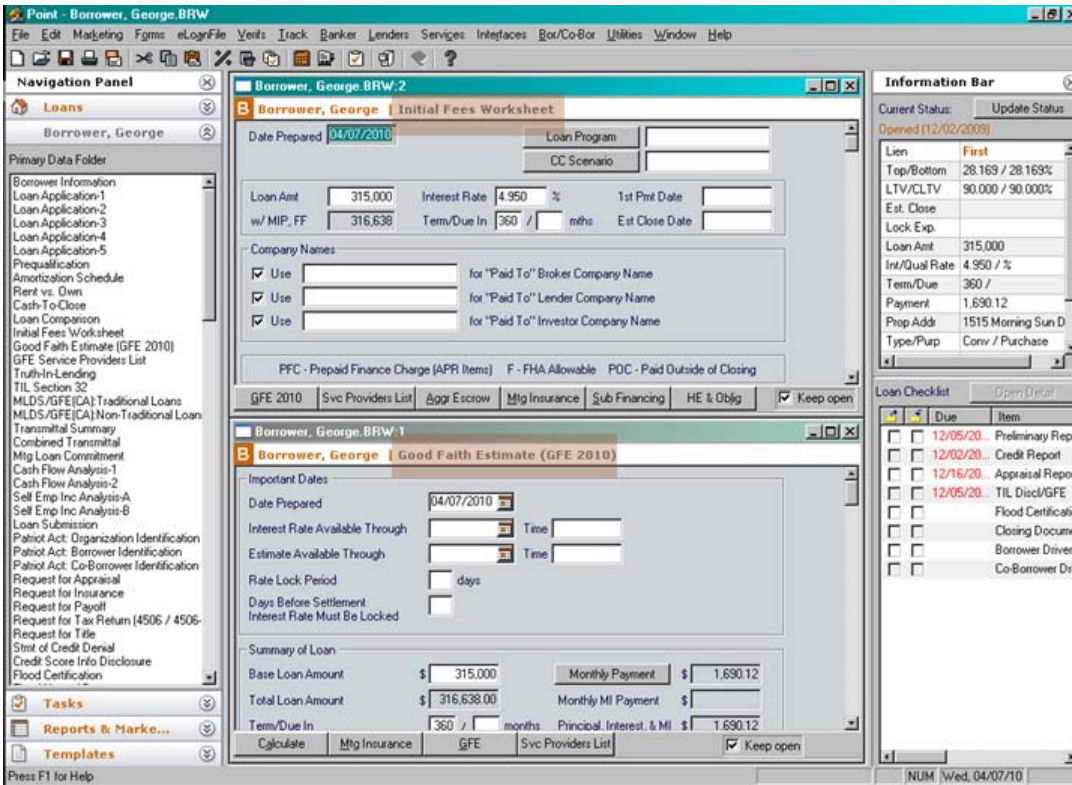 Point - Borrower, George.BRW
File Edit Marketing Forms eLoanFile Verifs Track Banker Lenders Services Interfaces Bor/Co-Bor Utilities Window Help
Navigation Panel
Loans
Borrower, George
Primary Data Folder
Borrower Information
Loan Application-1
Loan Application-2
Loan Application-3
Loan Application-4
Loan Application-5
Prequalification
Amortization Schedule
Rent vs. Own
Cash-To-Close
Loan Comparison
Initial Fees Worksheet
Good Faith Estimate (GFE 2010)
GFE Service Providers List
Truth-In-Lending
TIL Section 32
MLDS/GFE(CA):Traditional Loans
MLDS/GFE(CA):Non-Traditional Loan
Transmittal Summary
Combined Transmittal
Mtg Loan Commitment
Cash Flow Analysis-1
Cash Flow Analysis-2
Self Emp Inc Analysis-A
Self Emp Inc Analysis-B
Loan Submission
Patriot Act: Organization Identification
Patriot Act: Borrower Identification
Patriot Act: Co-Borrower Identification
Request for Appraisal
Request for Insurance
Request for Payoff
Request for Tax Return (4506 / 4506-
Request for Title
Stmt of Credit Denial
Credit Score Info Disclosure
Flood Certification
Tasks
Reports & Marke...
Templates
Borrower, George.BRW:2
B Borrower, George | Initial Fees Worksheet
Date Prepared 04/07/2010 Loan Program
CC Scenario
Loan Amt 315,000 Interest Rate 4.950 % 1st Pmt Date
w/ MIP, FF 316,638 Term/Due In 360 / mths Est Close Date
Company Names
Use for "Paid To" Broker Company Name
Use for "Paid To" Lender Company Name
Use for "Paid To" Investor Company Name
PFC - Prepaid Finance Charge (APR Items) F - FHA Allowable POC - Paid Outside of Closing
GFE 2010 Svc Providers List Aggr Escrow Mtg Insurance Sub Financing HE & Oblig Keep open
Borrower, George.BRW:1
B Borrower, George | Good Faith Estimate (GFE 2010)
Important Dates
Date Prepared 04/07/2010
Interest Rate Available Through Time
Estimate Available Through Time
Rate Lock Period days
Days Before Settlement
Interest Rate Must Be Locked
Summary of Loan
Base Loan Amount $ 315,000 Monthly Payment $ 1,690.12
Total Loan Amount $ 316,638.00 Monthly MI Payment $
Term/Due In 360 / months Principal, Interest, & MI $ 1,690.12
Calculate Mtg Insurance GFE Svc Providers List Keep open
Information Bar
Current Status: Update Status
Opened (12/02/2009)
Lien First
Top/Bottom 28.169 / 28.169%
LTV/CLTV 90.000 / 90.000%
Est. Close
Lock Exp.
Loan Amt 315,000
Int/Qual Rate 4.950 / %
Term/Due 360 /
Payment 1,690.12
Prop Addr 1515 Morning Sun D
Type/Purp Conv / Purchase
Loan Checklist Open Detail
Due Item
12/05/20... Preliminary Rep
12/02/20... Credit Report
12/16/20... Appraisal Repo
12/05/20... TIL Discl/GFE
Flood Certificati
Closing Docume
Borrower Driver
Co-Borrower Dri
Press F1 for Help
NUM Wed, 04/07/10